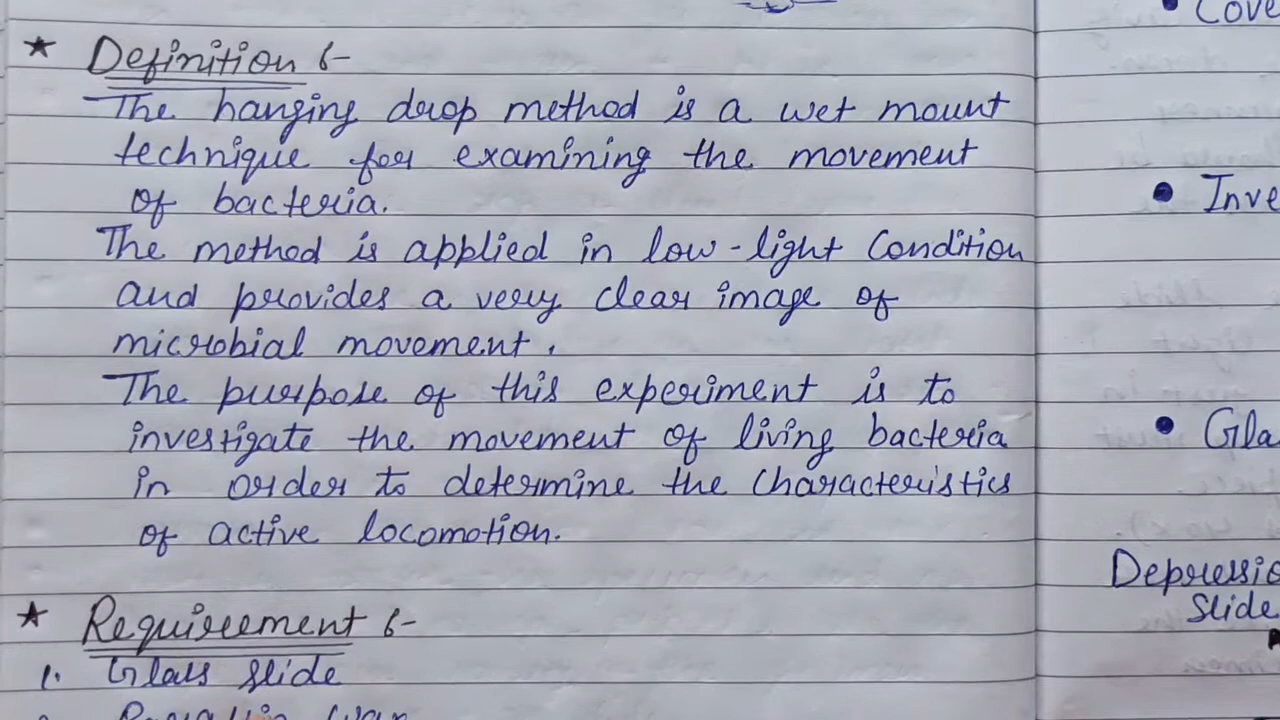 ★ Definition :-
The hanging drop method is a wet mount
technique for examining the movement
of bacteria.
The method is applied in low-light Condition
and provides a very clear image of
microbial movement.
The purpose of this experiment is to
investigate the movement of living bacteria
in order to determine the characteristics
of active locomotion.
★ Requirement :-
1. Glass slide
• Cove
• Inve
• Gla
Depressio
Slide